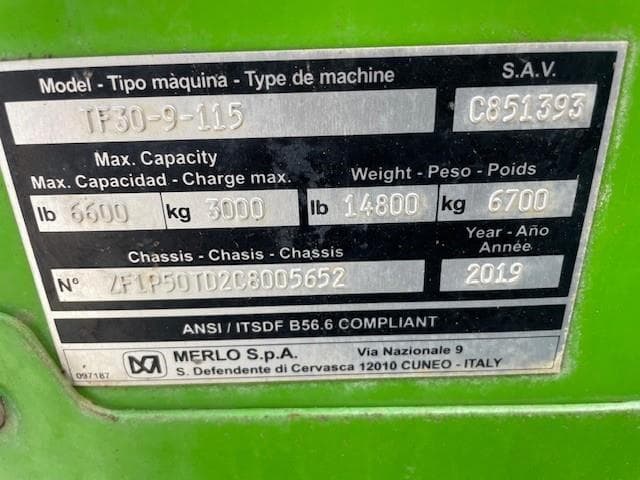 Model - Tipo màquina - Type de machine S.A.V.
TF30-9-115 C851393
Max. Capacity
Max. Capacidad - Charge max. Weight - Peso - Poids
lb 6600 kg 3000 lb 14800 kg 6700
Chassis - Chasis - Chassis Year - Año
Année
N° ZF1P50TD2C8005652 2019
ANSI / ITSDF B56.6 COMPLIANT
MERLO S.p.A. Via Nazionale 9
097187 S. Defendente di Cervasca 12010 CUNEO - ITALY